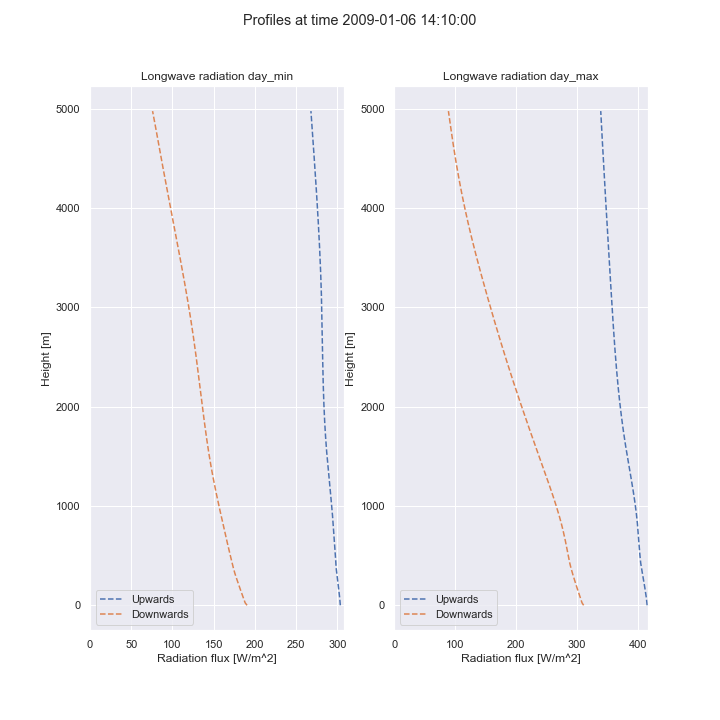 Profiles at time 2009-01-06 14:10:00
Longwave radiation day_min
5000
4000
3000
2000
1000
0
Height [m]
Upwards
Downwards
0 50 100 150 200 250 300
Radiation flux [W/m^2]
Longwave radiation day_max
5000
4000
3000
2000
1000
0
Height [m]
Upwards
Downwards
0 100 200 300 400
Radiation flux [W/m^2]